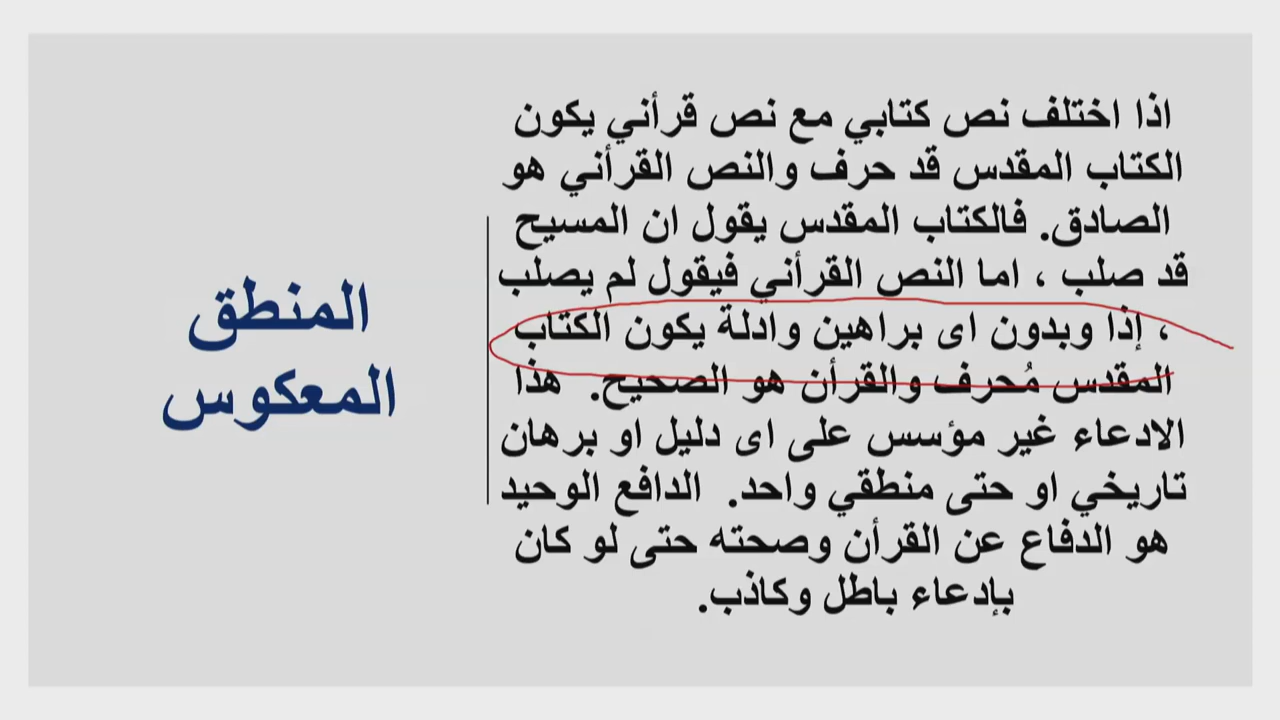 اذا اختلف نص كتابي مع نص قرأني يكون
الكتاب المقدس قد حرف والنص القرأني هو
الصادق. فالكتاب المقدس يقول ان المسيح
قد صلب ، اما النص القرأني فيقول لم يصلب
، إذا وبدون اى براهين وادلة يكون الكتاب
المقدس مُحرف والقرأن هو الصحيح. هذا
الادعاء غير مؤسس على اى دليل او برهان
تاريخي او حتى منطقي واحد. الدافع الوحيد
هو الدفاع عن القرأن وصحته حتى لو كان
بإدعاء باطل وكاذب.
المنطق
المعكوس